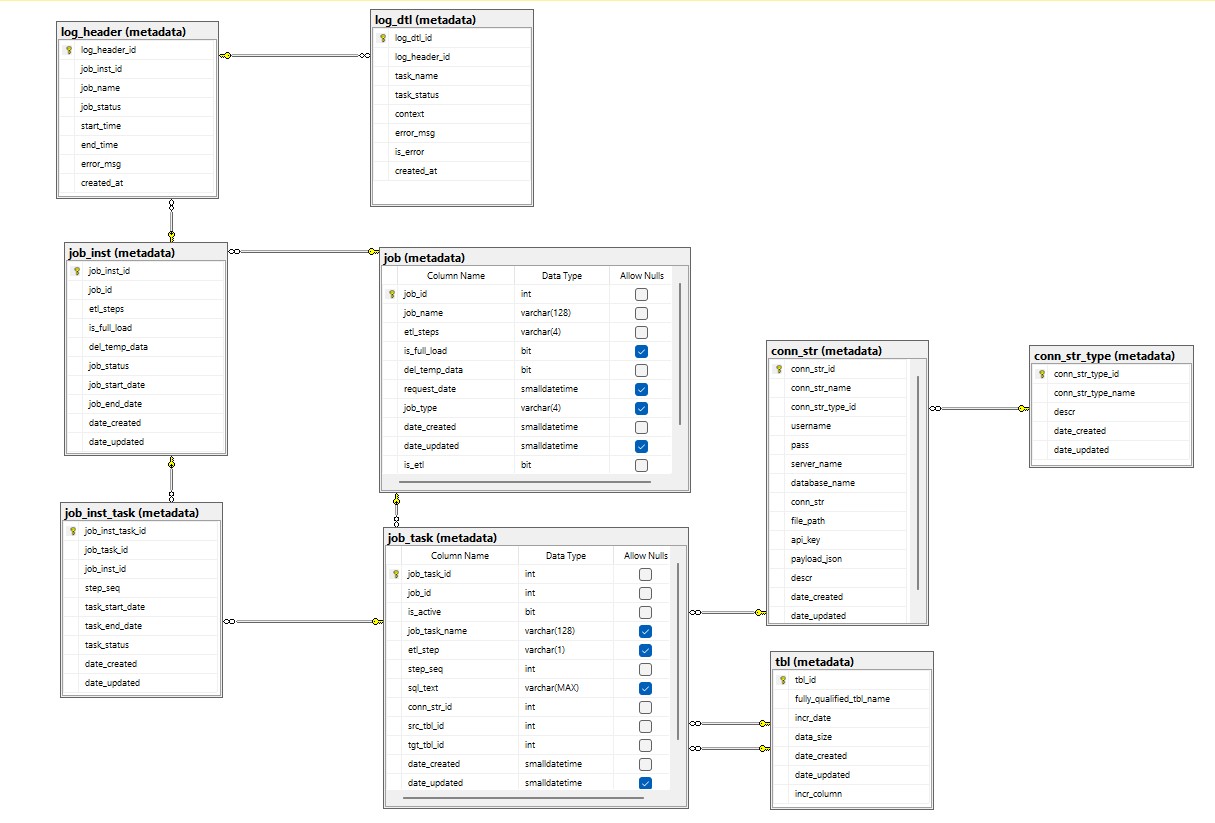 log_header (metadata)
log_header_id
job_inst_id
job_name
job_status
start_time
end_time
error_msg
created_at
log_dtl (metadata)
log_dtl_id
log_header_id
task_name
task_status
context
error_msg
is_error
created_at
job_inst (metadata)
job_inst_id
job_id
etl_steps
is_full_load
del_temp_data
job_status
job_start_date
job_end_date
date_created
date_updated
job (metadata)
Column Name Data Type Allow Nulls
job_id int
job_name varchar(128)
etl_steps varchar(4)
is_full_load bit
del_temp_data bit
request_date smalldatetime
job_type varchar(4)
date_created smalldatetime
date_updated smalldatetime
is_etl bit
conn_str (metadata)
conn_str_id
conn_str_name
conn_str_type_id
username
pass
server_name
database_name
conn_str
file_path
api_key
payload_json
descr
date_created
date_updated
conn_str_type (metadata)
conn_str_type_id
conn_str_type_name
descr
date_created
date_updated
job_inst_task (metadata)
job_inst_task_id
job_task_id
job_inst_id
step_seq
task_start_date
task_end_date
task_status
date_created
date_updated
job_task (metadata)
Column Name Data Type Allow Nulls
job_task_id int
job_id int
is_active bit
job_task_name varchar(128)
etl_step varchar(1)
step_seq int
sql_text varchar(MAX)
conn_str_id int
src_tbl_id int
tgt_tbl_id int
date_created smalldatetime
date_updated smalldatetime
tbl (metadata)
tbl_id
fully_qualified_tbl_name
incr_date
data_size
date_created
date_updated
incr_column